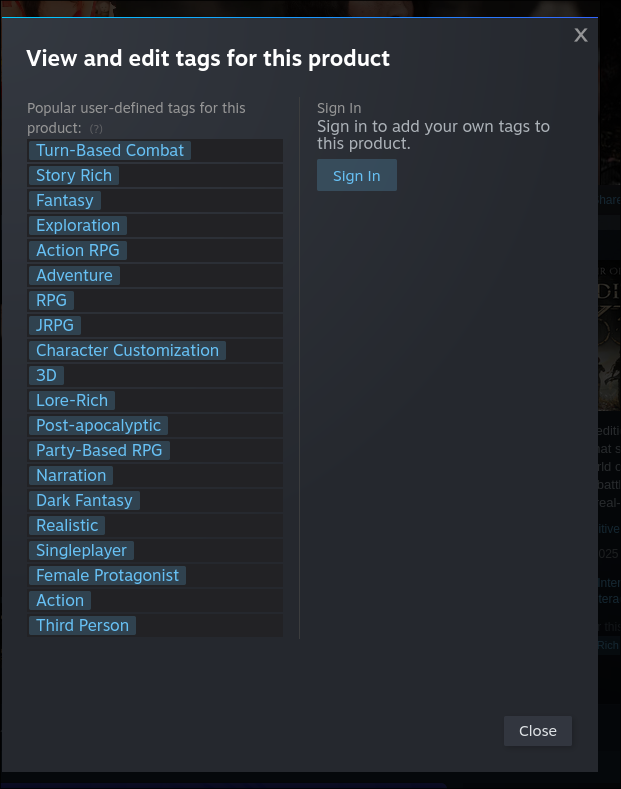 View and edit tags for this product
X
Popular user-defined tags for this
product: (?)
Turn-Based Combat
Story Rich
Fantasy
Exploration
Action RPG
Adventure
RPG
JRPG
Character Customization
3D
Lore-Rich
Post-apocalyptic
Party-Based RPG
Narration
Dark Fantasy
Realistic
Singleplayer
Female Protagonist
Action
Third Person
Sign In
Sign in to add your own tags to
this product.
Sign In
Close
2025
Rich